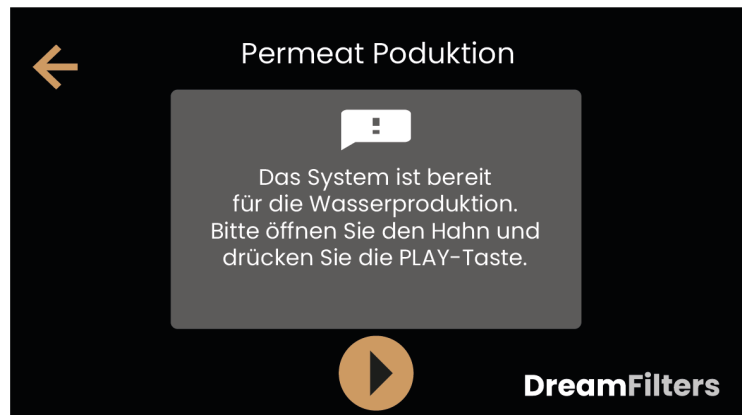 Permeat Poduktion
Das System ist bereit
für die Wasserproduktion.
Bitte öffnen Sie den Hahn und
drücken Sie die PLAY-Taste.
DreamFilters